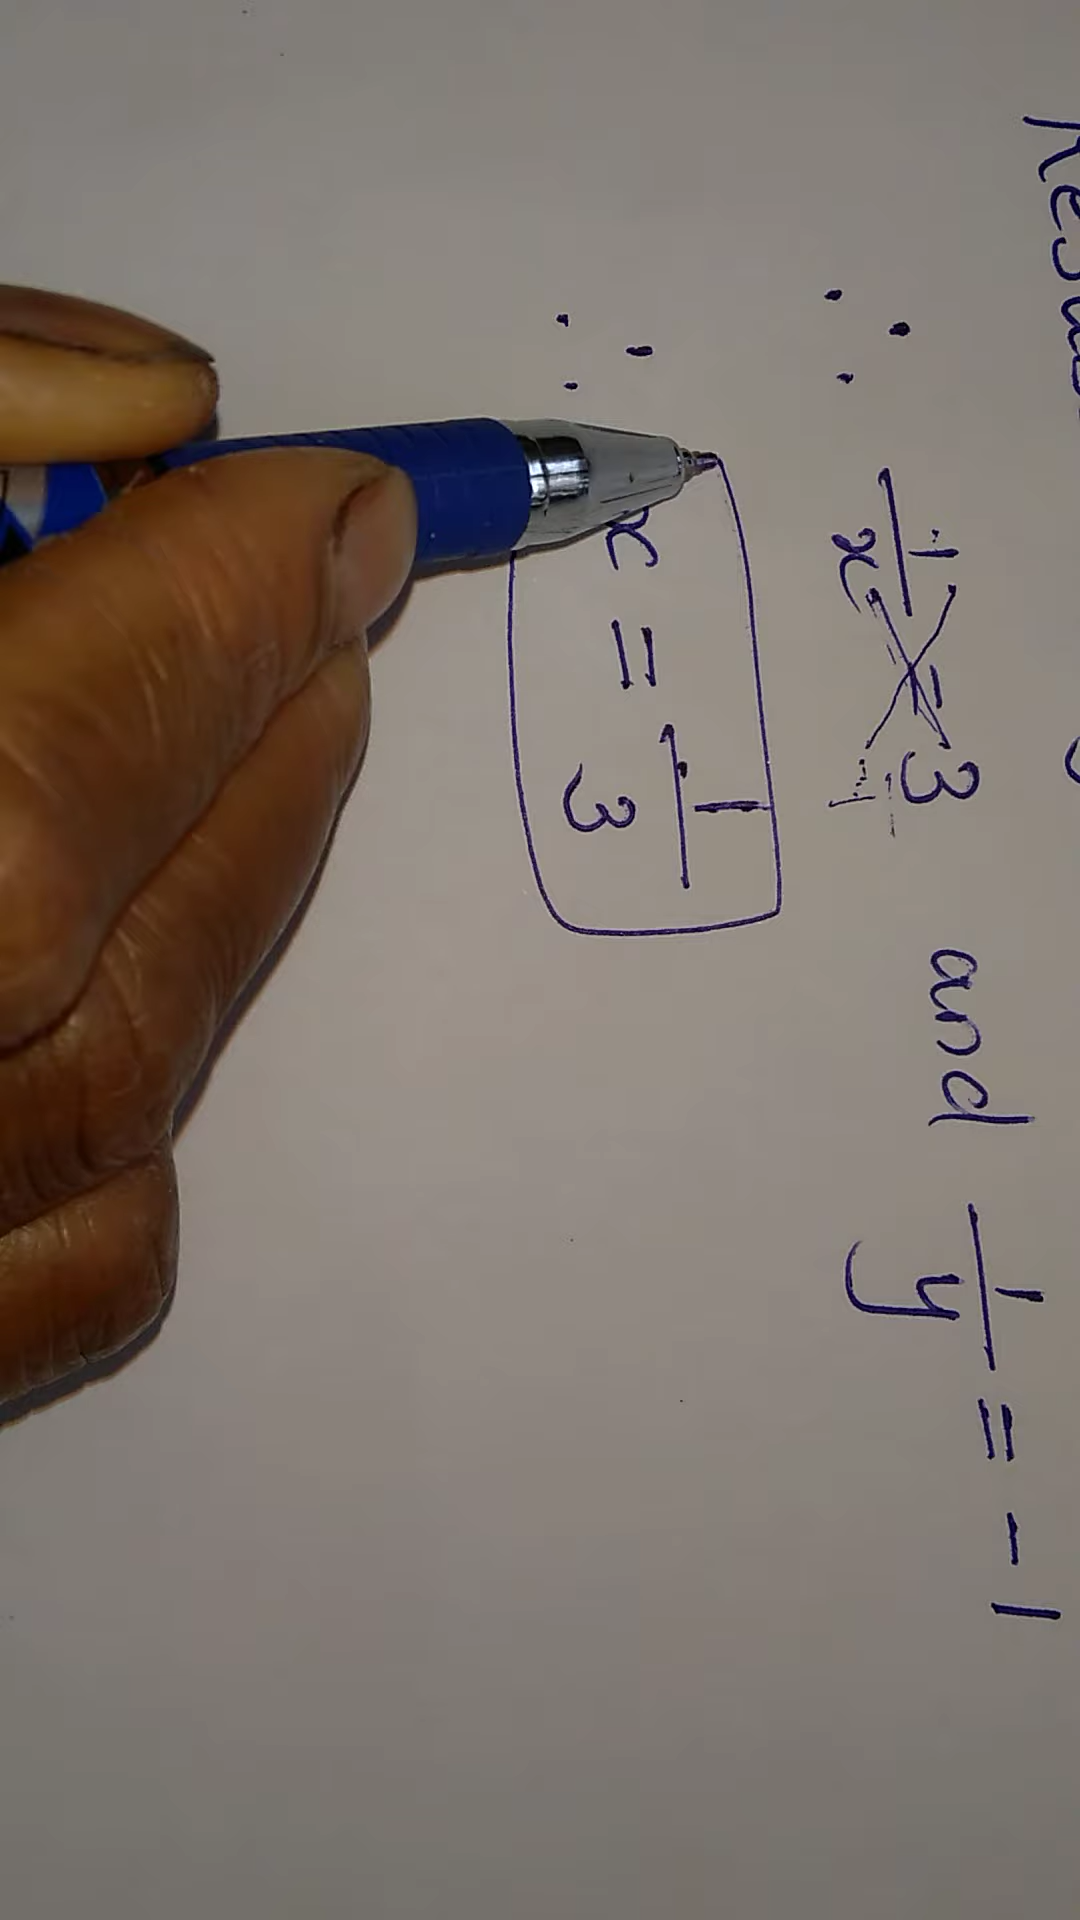 ∴ 1/x = 3 and 1/y = -1
∴ x = 1/3